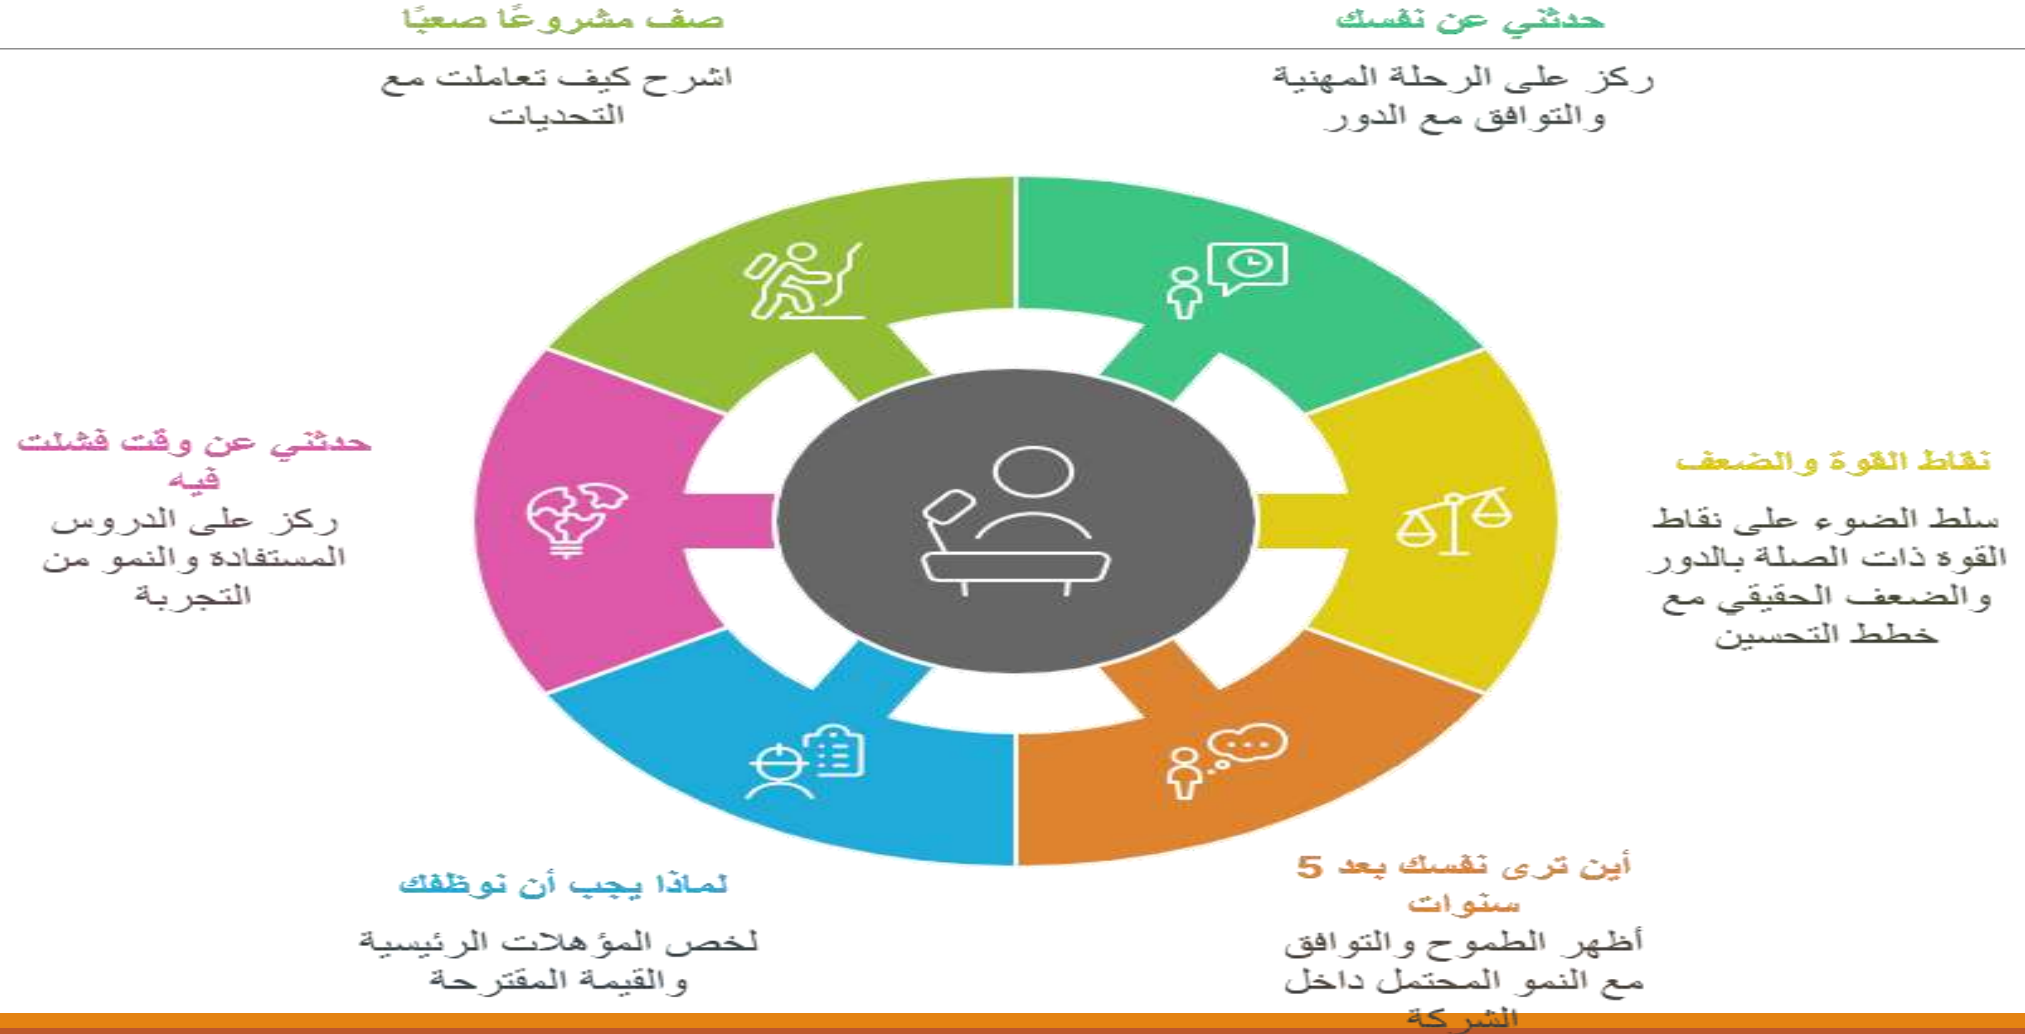 حدثني عن نفسك
ركز على الرحلة المهنية
والتوافق مع الدور
نقاط القوة والضعف
سلط الضوء على نقاط
القوة ذات الصلة بالدور
والضعف الحقيقي مع
خطط التحسين
أين ترى نفسك بعد 5
سنوات
أظهر الطموح والتوافق
مع النمو المحتمل داخل
الشركة
لماذا يجب أن نوظفك
لخص المؤهلات الرئيسية
والقيمة المقترحة
حدثني عن وقت فشلت
فيه
ركز على الدروس
المستفادة والنمو من
التجربة
صف مشروعًا صعبًا
اشرح كيف تعاملت مع
التحديات